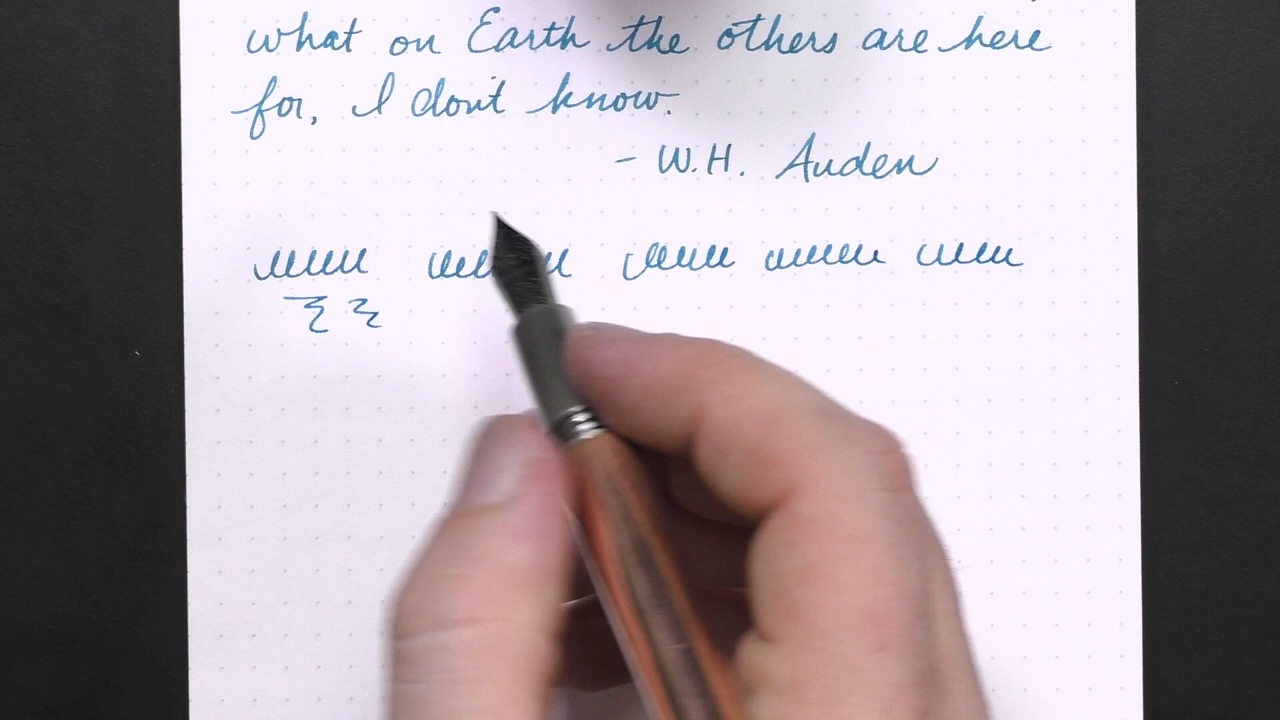 what on Earth the others are here
for, I don't know.
- W.H. Auden